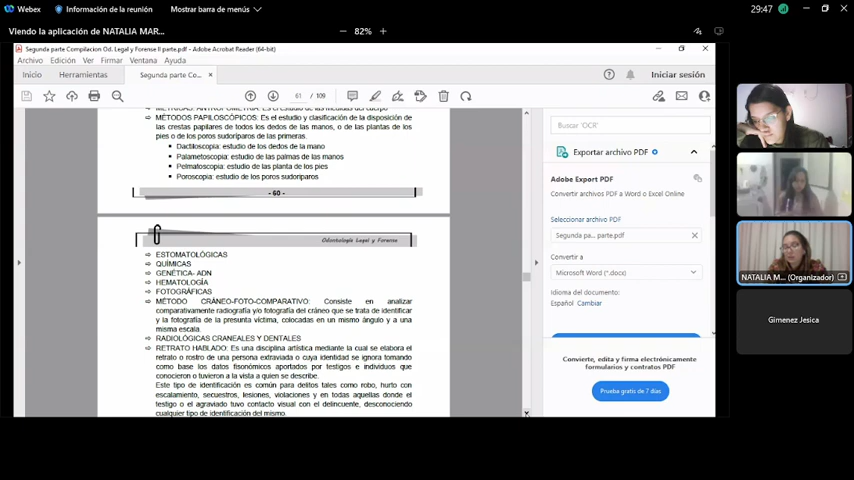 Webex
Información de la reunión
Mostrar barra de menús
29:47
Viendo la aplicación de NATALIA MAR...
82%
Segunda parte Compilacion Od. Legal y Forense II parte.pdf - Adobe Acrobat Reader (64-bit)
Archivo Edición Ver Firmar Ventana Ayuda
Inicio Herramientas Segunda parte Co... ×
Iniciar sesión
61 / 109
MÉTRICAS: ANTROPOMETRÍA: Es el estudio de las medidas del cuerpo
MÉTODOS PAPILOSCÓPICOS: Es el estudio y clasificación de la disposición de
las crestas papilares de todos los dedos de las manos, o de las plantas de los
pies o de los poros sudoríparos de las primeras.
Dactiloscopia: estudio de los dedos de la mano
Palametoscopia: estudio de las palmas de las manos
Pelmatoscopia: estudio de las planta de los pies
Poroscopia: estudio de los poros sudoríparos
- 60 -
Odontología Legal y Forense
ESTOMATOLÓGICAS
QUÍMICAS
GENÉTICA- ADN
HEMATOLOGÍA
FOTOGRÁFICAS
MÉTODO CRÁNEO-FOTO-COMPARATIVO: Consiste en analizar
comparativamente radiografía y/o fotografía del cráneo que se trata de identificar
y la fotografía de la presunta víctima, colocadas en un mismo ángulo y a una
misma escala.
RADIOLÓGICAS CRANEALES Y DENTALES
RETRATO HABLADO: Es una disciplina artística mediante la cual se elabora el
retrato o rostro de una persona extraviada o cuya identidad se ignora tomando
como base los datos fisonómicos aportados por testigos e individuos que
conocieron o tuvieron a la vista a quien se describe.
Este tipo de identificación es común para delitos tales como robo, hurto con
escalamiento, secuestros, lesiones, violaciones y en todas aquellas donde el
testigo o el agraviado tuvo contacto visual con el delincuente, desconociendo
cualquier tipo de identificación del mismo.
Buscar 'OCR'
Exportar archivo PDF
Adobe Export PDF
Convertir archivos PDF a Word o Excel Online
Seleccionar archivo PDF
Segunda pa... parte.pdf
Convertir a
Microsoft Word (*.docx)
Idioma del documento:
Español Cambiar
Convierte, edita y firma electrónicamente
formularios y contratos PDF
Prueba gratis de 7 días
NATALIA M... (Organizador)
Gimenez Jesica